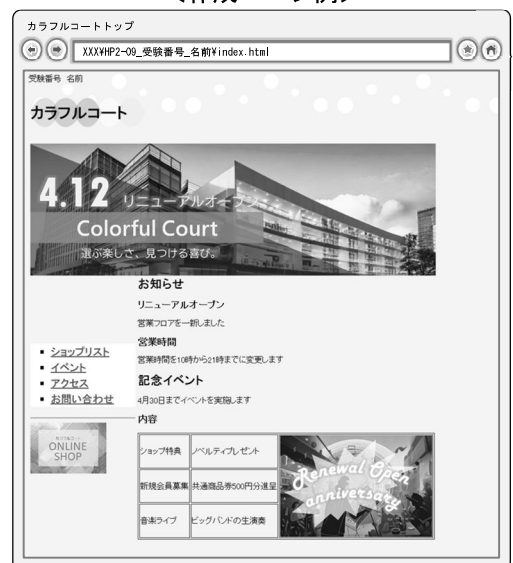 カラフルコートトップ
XXX¥HP2-09_受験番号_名前¥index.html
受験番号 名前
カラフルコート
4.12 リニューアルオープン
Colorful Court
選ぶ楽しさ、見つける喜び。
お知らせ
リニューアルオープン
営業フロアを一新しました
営業時間
営業時間を10時から21時までに変更します
ショップリスト
イベント
アクセス
お問い合わせ
記念イベント
4月30日までイベントを実施します
内容
カラフルコート
ONLINE
SHOP
ショップ特典 ノベルティプレゼント
新規会員募集 共通商品券500円分進呈
音楽ライブ ビッグバンドの生演奏
Renewal Open
anniversary